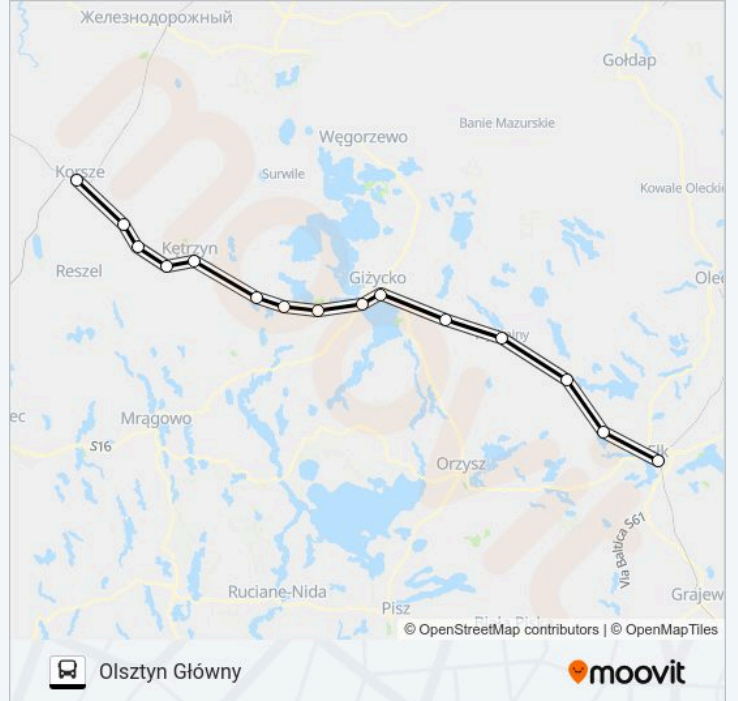 Железнодорожный
Gołdap
Banie Mazurskie
Węgorzewo
Korsze
Surwile
Kowale Oleckie
Kętrzyn
Reszel
Giżycko
Mrągowo
S16
Ełk
Orzysz
Via Baltica S61
Ruciane-Nida
Pisz
Grajew
© OpenStreetMap contributors | © OpenMapTiles
Olsztyn Główny
moovit